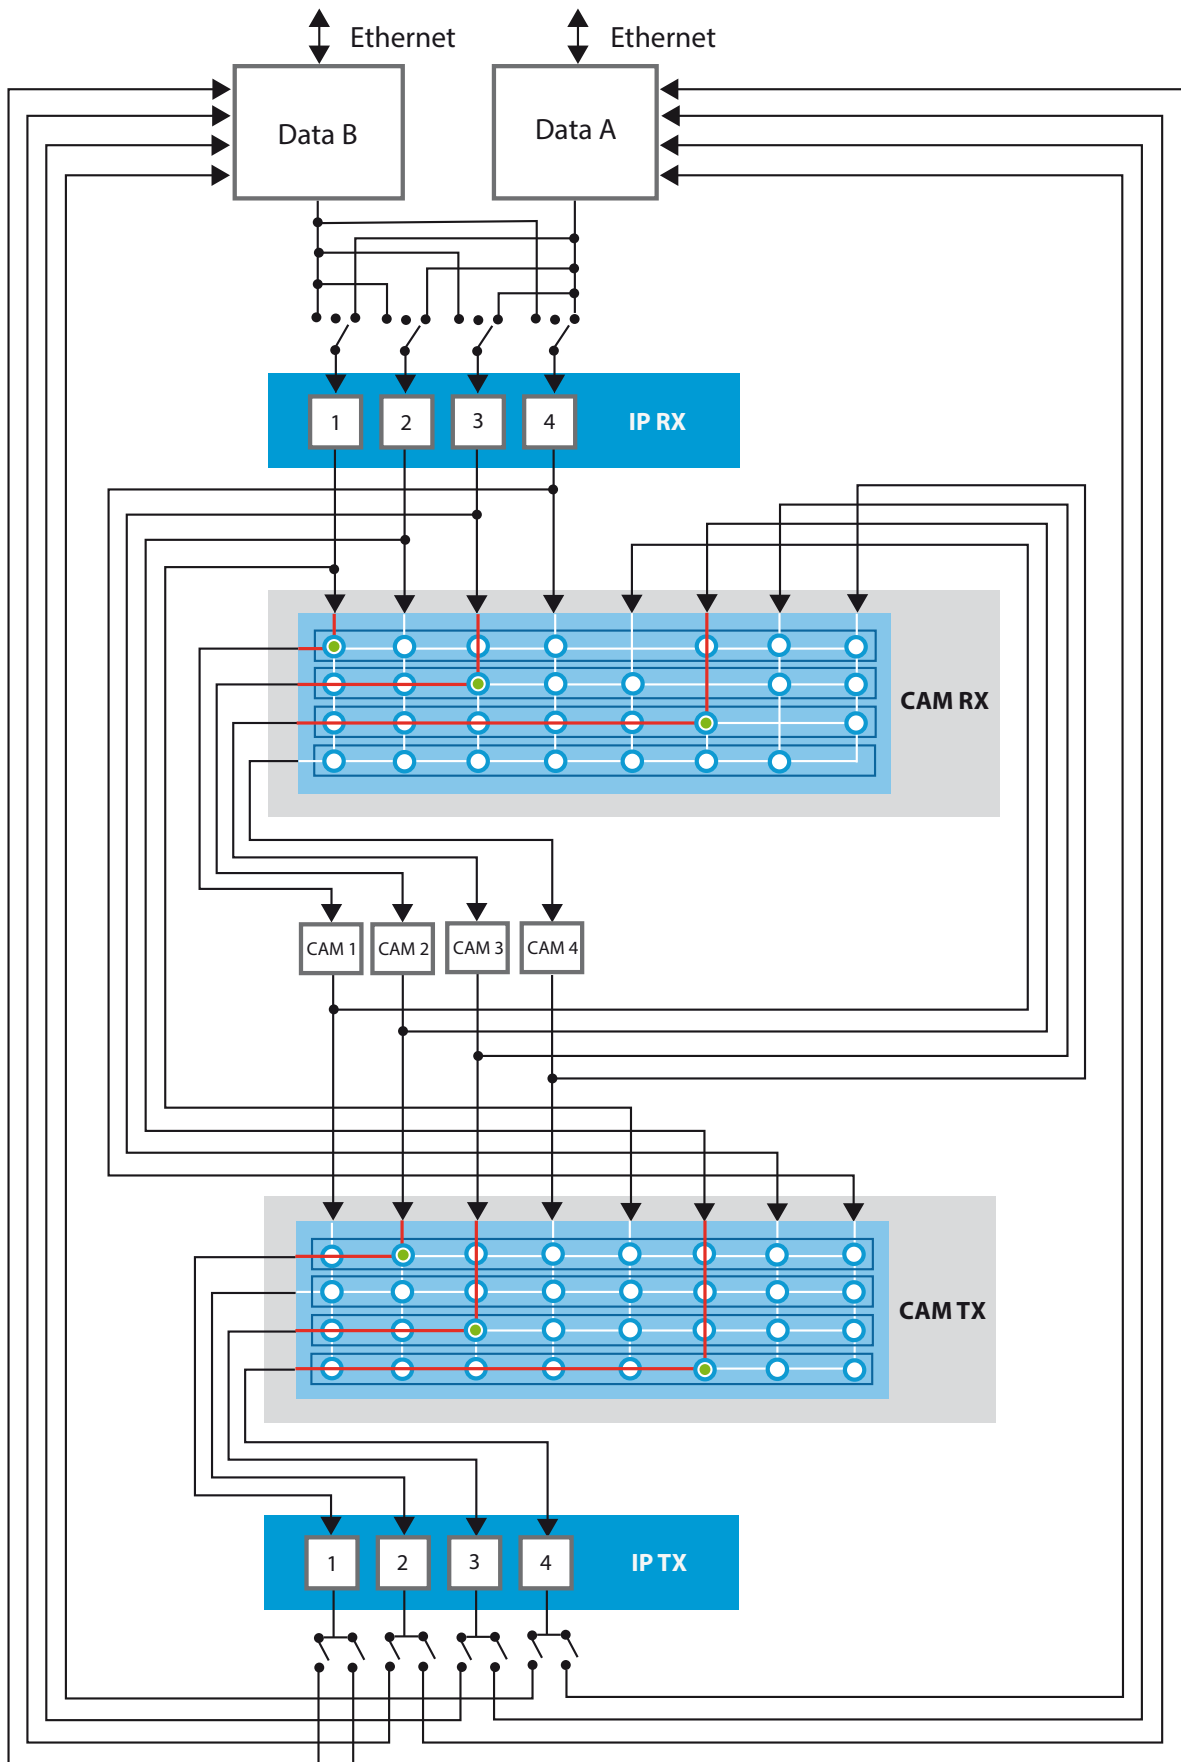 Ethernet
Ethernet
Data B
Data A
1
2
3
4
IP RX
CAM RX
CAM 1
CAM 2
CAM 3
CAM 4
CAM TX
1
2
3
4
IP TX